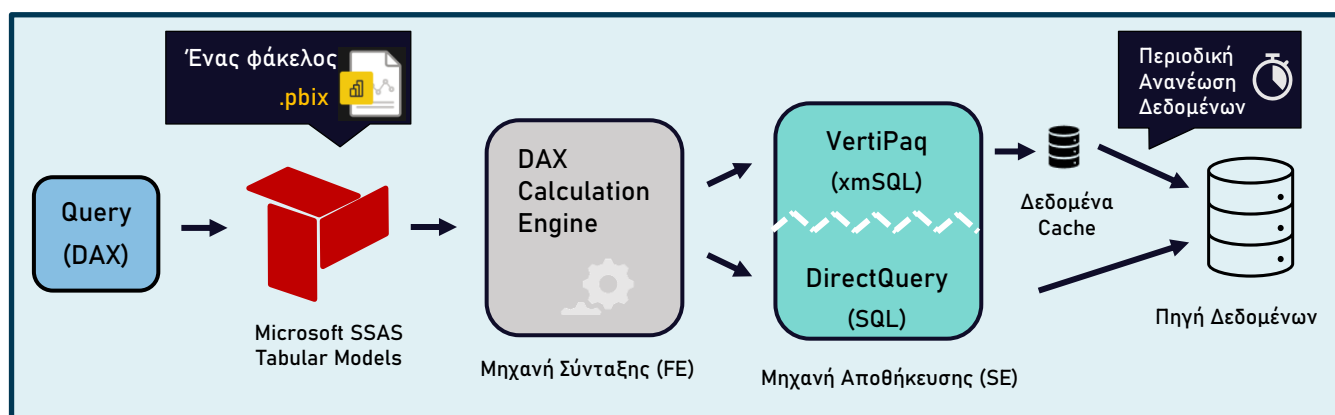 Ένας φάκελος
.pbix
Περιοδική
Ανανέωση
Δεδομένων
Query
(DAX)
Microsoft SSAS
Tabular Models
DAX
Calculation
Engine
Μηχανή Σύνταξης (FE)
VertiPaq
(xmSQL)
DirectQuery
(SQL)
Μηχανή Αποθήκευσης (SE)
Δεδομένα
Cache
Πηγή Δεδομένων